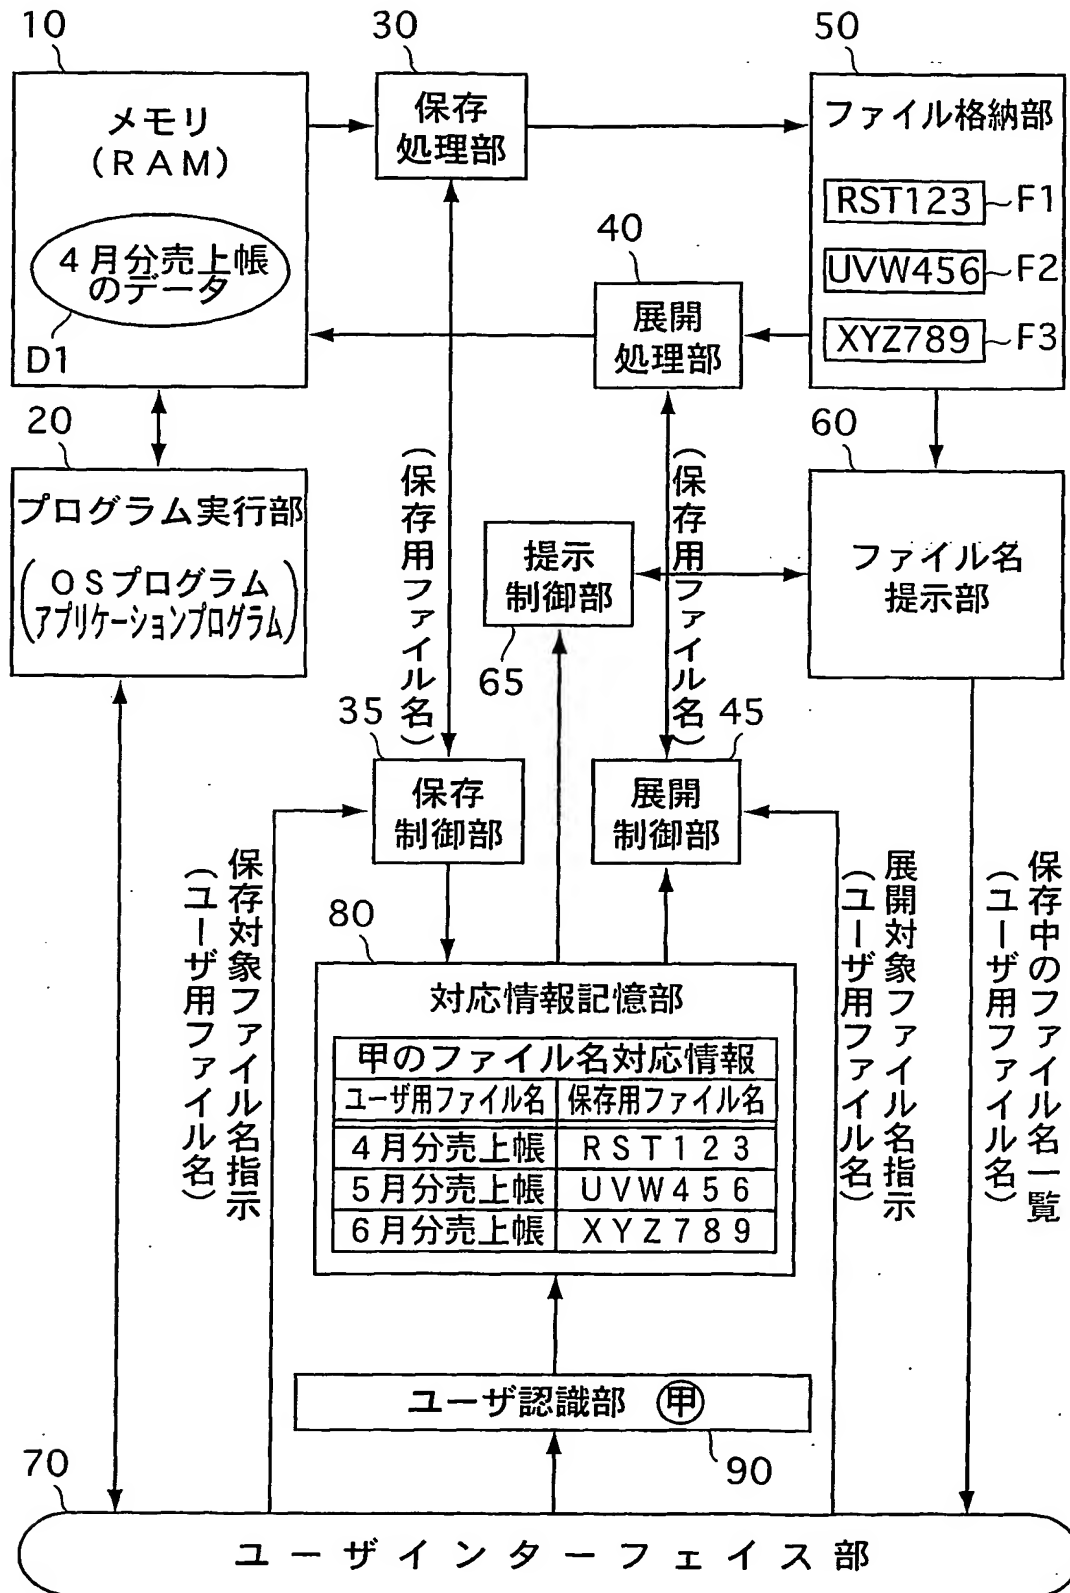 10
30
50
メモリ
(RAM)
保存
処理部
ファイル格納部
RST123
F1
UVW456
F2
XYZ789
F3
4月分売上帳
のデータ
D1
40
展開
処理部
20
60
プログラム実行部
(OSプログラム
アプリケーションプログラム)
(保存用ファイル名)
(保存用ファイル名)
提示
制御部
65
ファイル名
提示部
35
45
保存
制御部
展開
制御部
保存対象ファイル名指示
(ユーザ用ファイル名)
展開対象ファイル名指示
(ユーザ用ファイル名)
保存中のファイル名一覧
(ユーザ用ファイル名)
80
対応情報記憶部
甲のファイル名対応情報
ユーザ用ファイル名 保存用ファイル名
4月分売上帳 RST123
5月分売上帳 UVW456
6月分売上帳 XYZ789
ユーザ認識部 甲
90
70
ユーザインターフェイス部